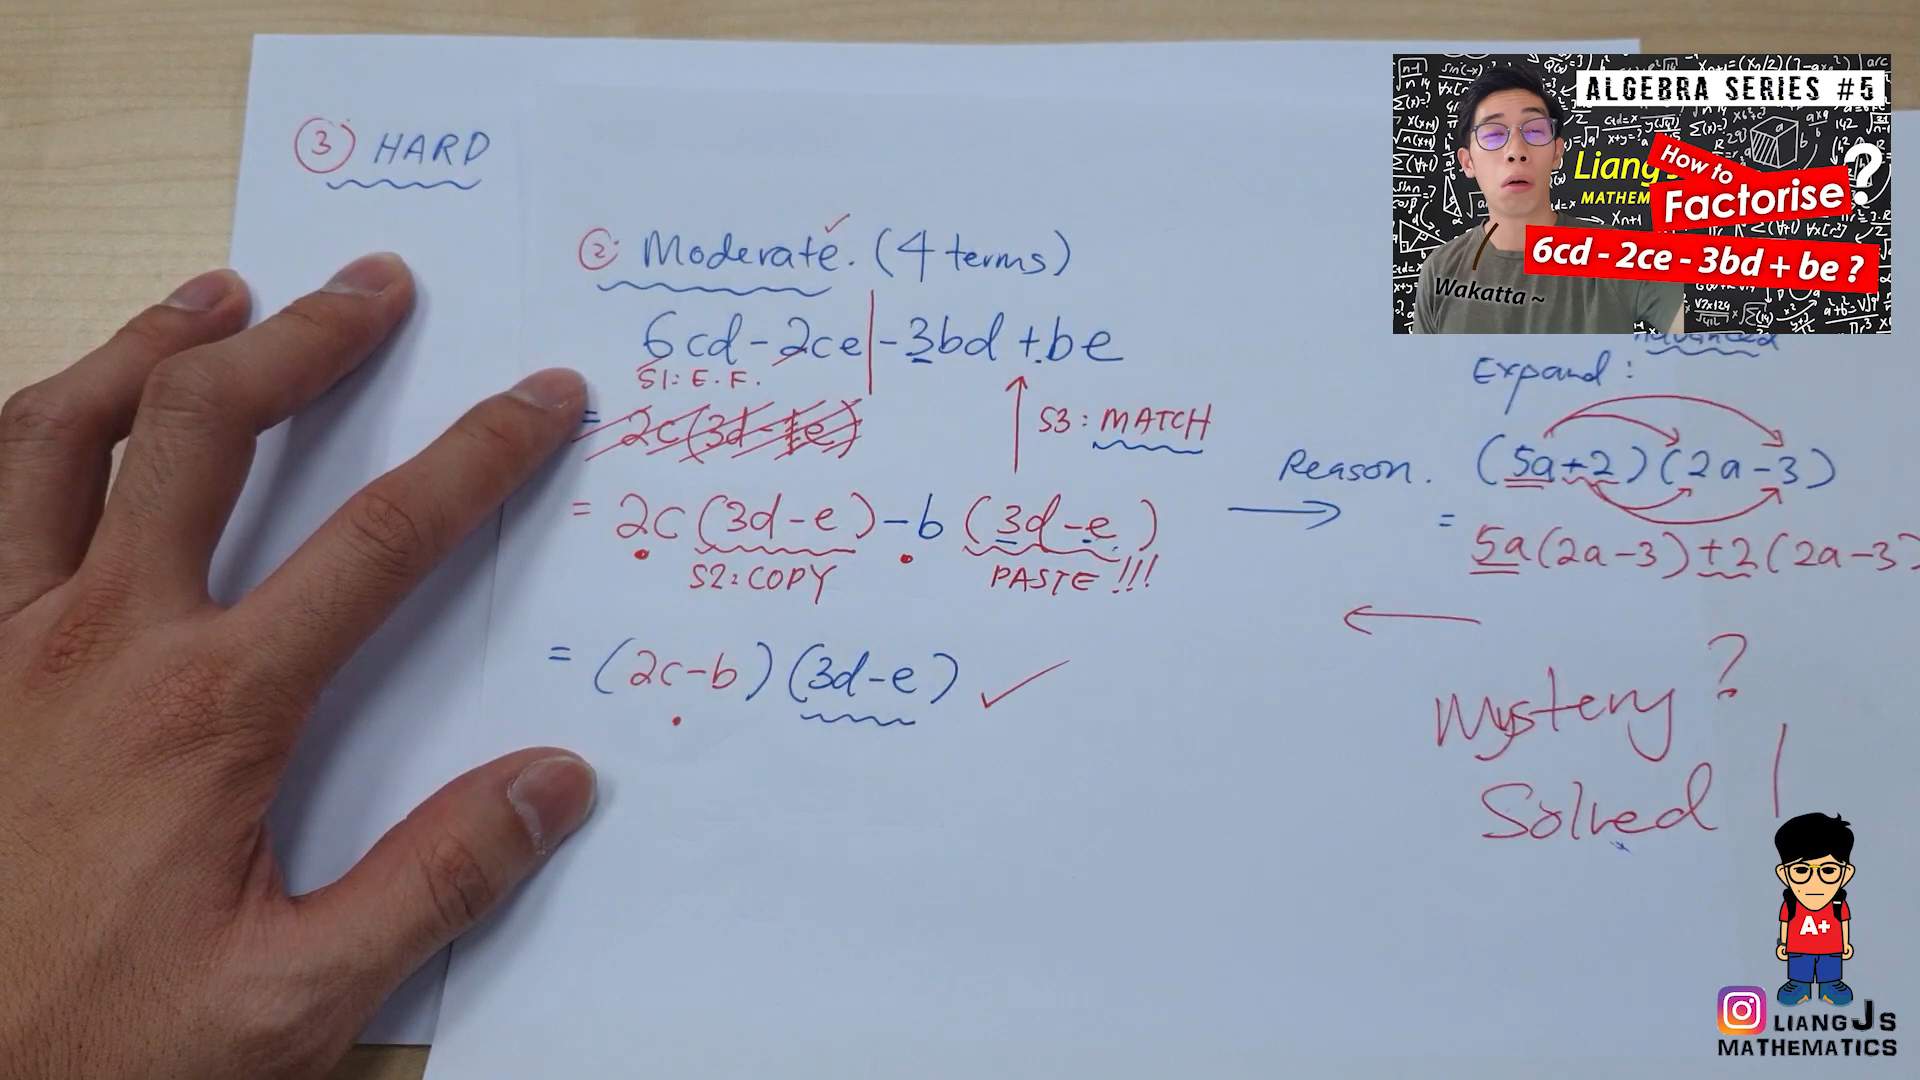 ③ HARD
②: Moderate. (4 terms)
6cd - 2ce | - 3bd + be
S1: E. F.
= 2c(3d - 1e)
S3: MATCH
= 2c (3d - e) - b (3d - e)
S2: COPY PASTE!!!
= (2c - b) (3d - e) ✓
Reason.
Advanced
Expand:
(5a + 2) (2a - 3)
= 5a (2a - 3) + 2 (2a - 3)
Mystery?
Solved
ALGEBRA SERIES #5
Liang
MATHEM
How to
Factorise
?
6cd - 2ce - 3bd + be ?
Wakatta ~
A+
LIANGJS
MATHEMATICS